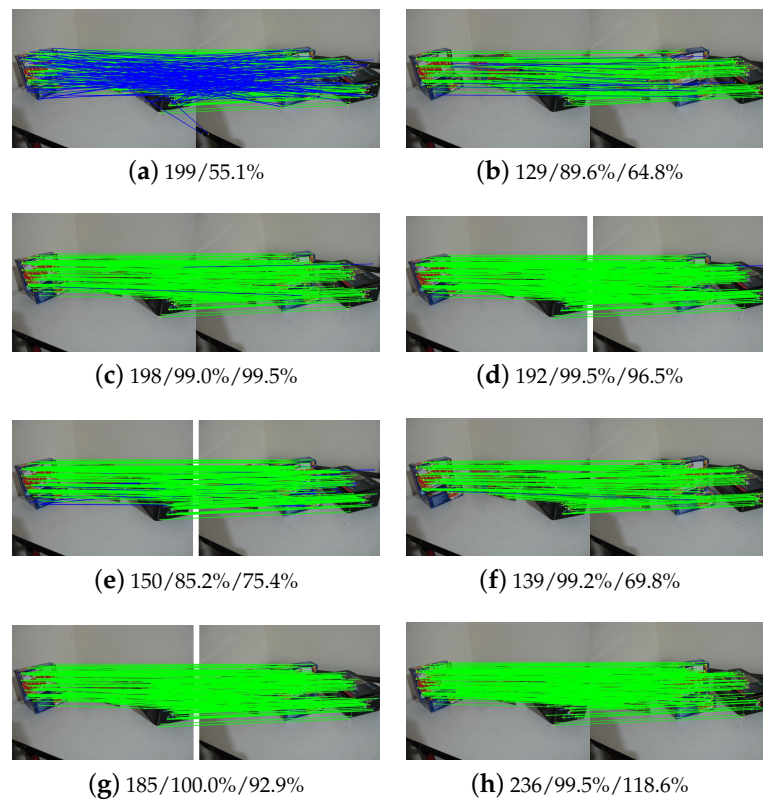 (a) 199/55.1%
(b) 129/89.6%/64.8%
(c) 198/99.0%/99.5%
(d) 192/99.5%/96.5%
(e) 150/85.2%/75.4%
(f) 139/99.2%/69.8%
(g) 185/100.0%/92.9%
(h) 236/99.5%/118.6%